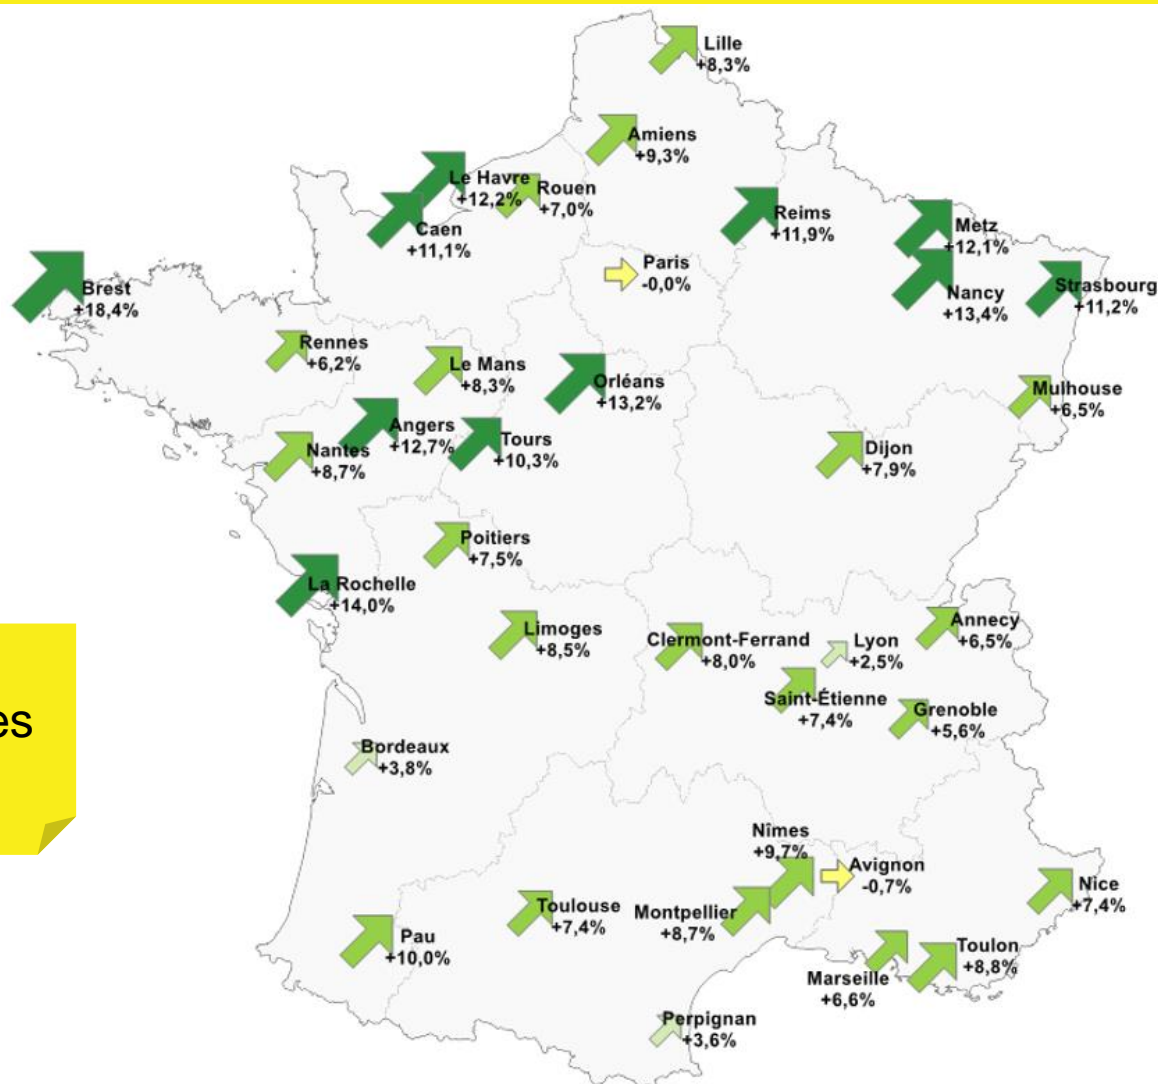 Lille
+8,3%
Amiens
+9,3%
Le Havre
+12,2%
Rouen
+7,0%
Caen
+11,1%
Reims
+11,9%
Metz
+12,1%
Paris
-0,0%
Nancy
+13,4%
Strasbourg
+11,2%
Brest
+18,4%
Rennes
+6,2%
Le Mans
+8,3%
Orléans
+13,2%
Mulhouse
+6,5%
Angers
+12,7%
Tours
+10,3%
Nantes
+8,7%
Dijon
+7,9%
Poitiers
+7,5%
La Rochelle
+14,0%
Limoges
+8,5%
Clermont-Ferrand
+8,0%
Lyon
+2,5%
Annecy
+6,5%
Saint-Étienne
+7,4%
Grenoble
+5,6%
es
Bordeaux
+3,8%
Nîmes
+9,7%
Avignon
-0,7%
Nice
+7,4%
Toulouse
+7,4%
Montpellier
+8,7%
Pau
+10,0%
Toulon
+8,8%
Marseille
+6,6%
Perpignan
+3,6%